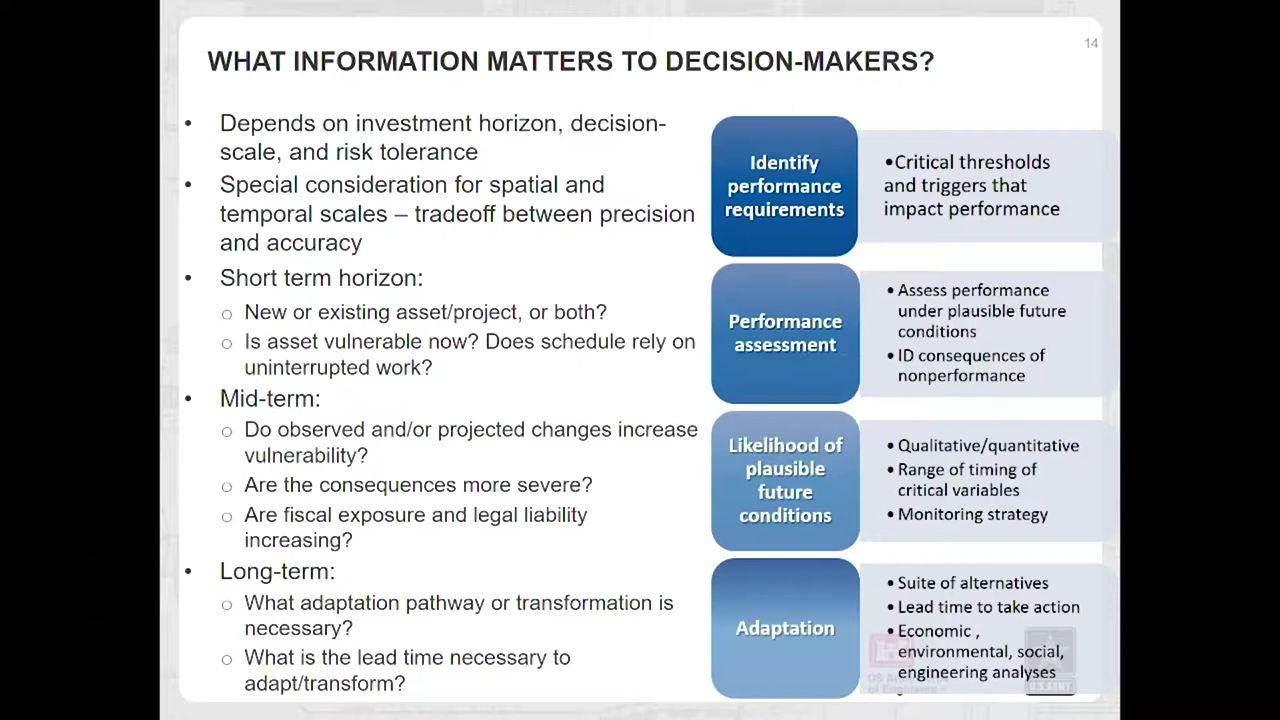 14
WHAT INFORMATION MATTERS TO DECISION-MAKERS?
• Depends on investment horizon, decision-
scale, and risk tolerance
• Special consideration for spatial and
temporal scales – tradeoff between precision
and accuracy
• Short term horizon:
o New or existing asset/project, or both?
o Is asset vulnerable now? Does schedule rely on
uninterrupted work?
• Mid-term:
o Do observed and/or projected changes increase
vulnerability?
o Are the consequences more severe?
o Are fiscal exposure and legal liability
increasing?
• Long-term:
o What adaptation pathway or transformation is
necessary?
o What is the lead time necessary to
adapt/transform?
Identify
performance
requirements
•Critical thresholds
and triggers that
impact performance
Performance
assessment
• Assess performance
under plausible future
conditions
• ID consequences of
nonperformance
Likelihood of
plausible
future
conditions
• Qualitative/quantitative
• Range of timing of
critical variables
• Monitoring strategy
Adaptation
• Suite of alternatives
• Lead time to take action
• Economic ,
environmental, social,
engineering analyses
U.S. ARMY